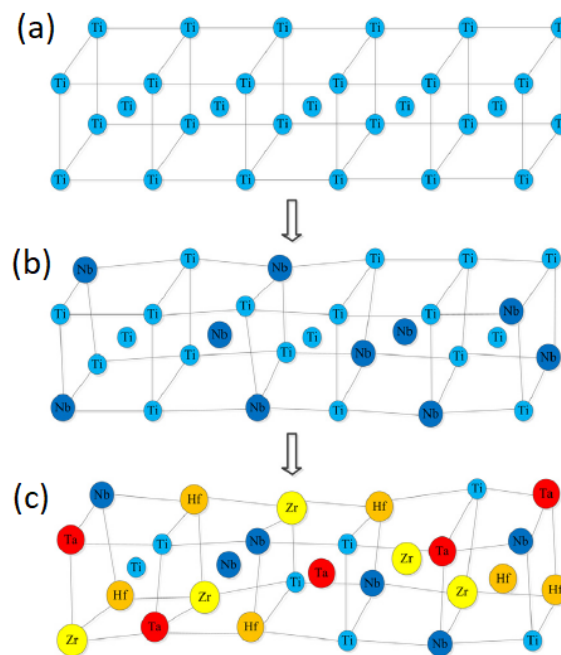 (a)
Ti Ti Ti Ti Ti Ti
Ti Ti Ti Ti Ti Ti
Ti Ti Ti Ti Ti
Ti Ti Ti Ti Ti Ti
Ti Ti Ti Ti Ti Ti
(b)
Nb Ti Nb Ti Ti Ti
Ti Ti Ti Ti Ti Nb
Ti Nb Ti Nb Ti
Ti Ti Ti Nb Ti Nb
Nb Ti Nb Ti Nb Ti
(c)
Nb Hf Zr Hf Ti Ta
Ta Ti Nb Ti Ta Nb
Ti Nb Ta Zr Hf
Hf Zr Ti Nb Zr Hf
Zr Ta Hf Ti Nb Ti